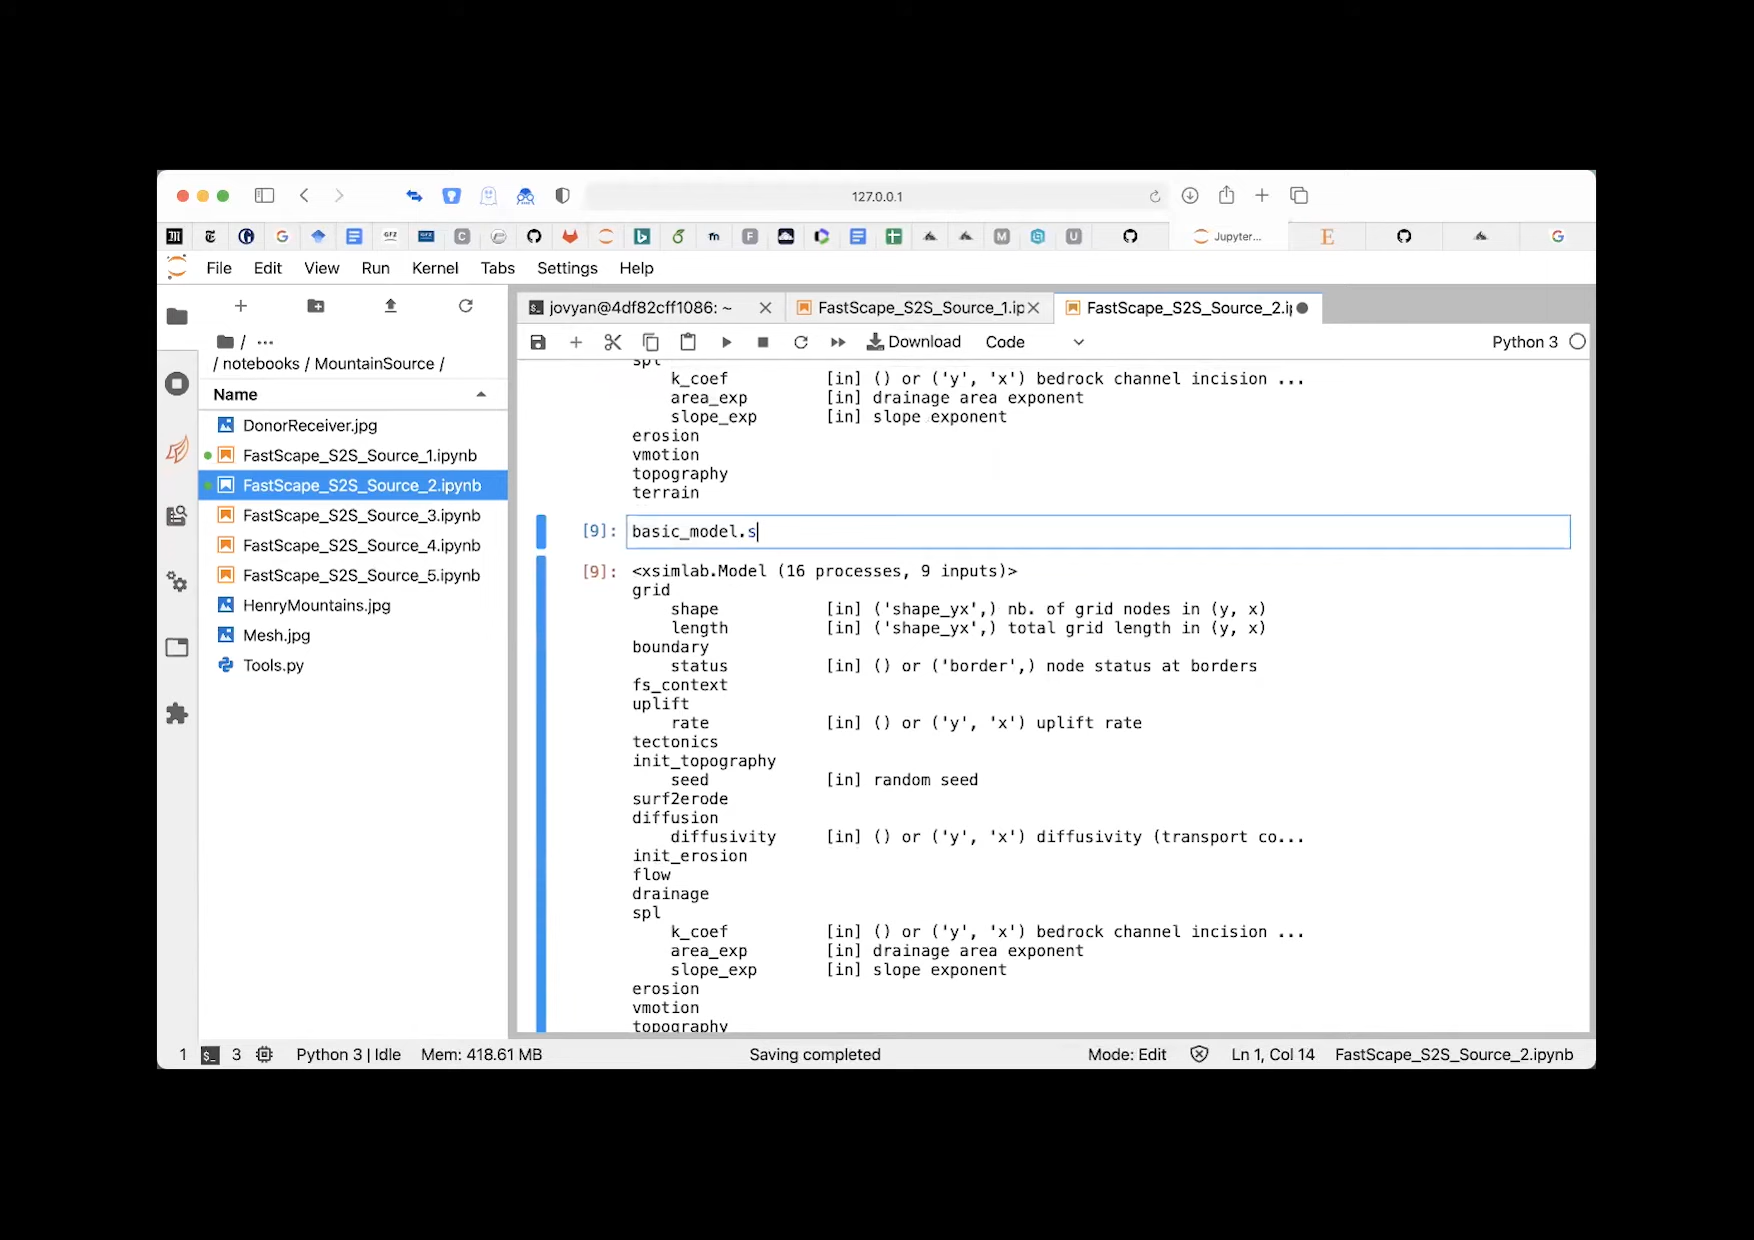 127.0.0.1
Jupyter...
File Edit View Run Kernel Tabs Settings Help
jovyan@4df82cff1086: ~
FastScape_S2S_Source_1.ip
FastScape_S2S_Source_2.i
/ ...
/ notebooks / MountainSource /
Download
Code
Python 3
Name
DonorReceiver.jpg
FastScape_S2S_Source_1.ipynb
FastScape_S2S_Source_2.ipynb
FastScape_S2S_Source_3.ipynb
FastScape_S2S_Source_4.ipynb
FastScape_S2S_Source_5.ipynb
HenryMountains.jpg
Mesh.jpg
Tools.py
spl
k_coef [in] () or ('y', 'x') bedrock channel incision ...
area_exp [in] drainage area exponent
slope_exp [in] slope exponent
erosion
vmotion
topography
terrain
[9]: basic_model.s
[9]: <xsimlab.Model (16 processes, 9 inputs)>
grid
shape [in] ('shape_yx',) nb. of grid nodes in (y, x)
length [in] ('shape_yx',) total grid length in (y, x)
boundary
status [in] () or ('border',) node status at borders
fs_context
uplift
rate [in] () or ('y', 'x') uplift rate
tectonics
init_topography
seed [in] random seed
surf2erode
diffusion
diffusivity [in] () or ('y', 'x') diffusivity (transport co...
init_erosion
flow
drainage
spl
k_coef [in] () or ('y', 'x') bedrock channel incision ...
area_exp [in] drainage area exponent
slope_exp [in] slope exponent
erosion
vmotion
topography
1 3 Python 3 | Idle Mem: 418.61 MB Saving completed Mode: Edit Ln 1, Col 14 FastScape_S2S_Source_2.ipynb